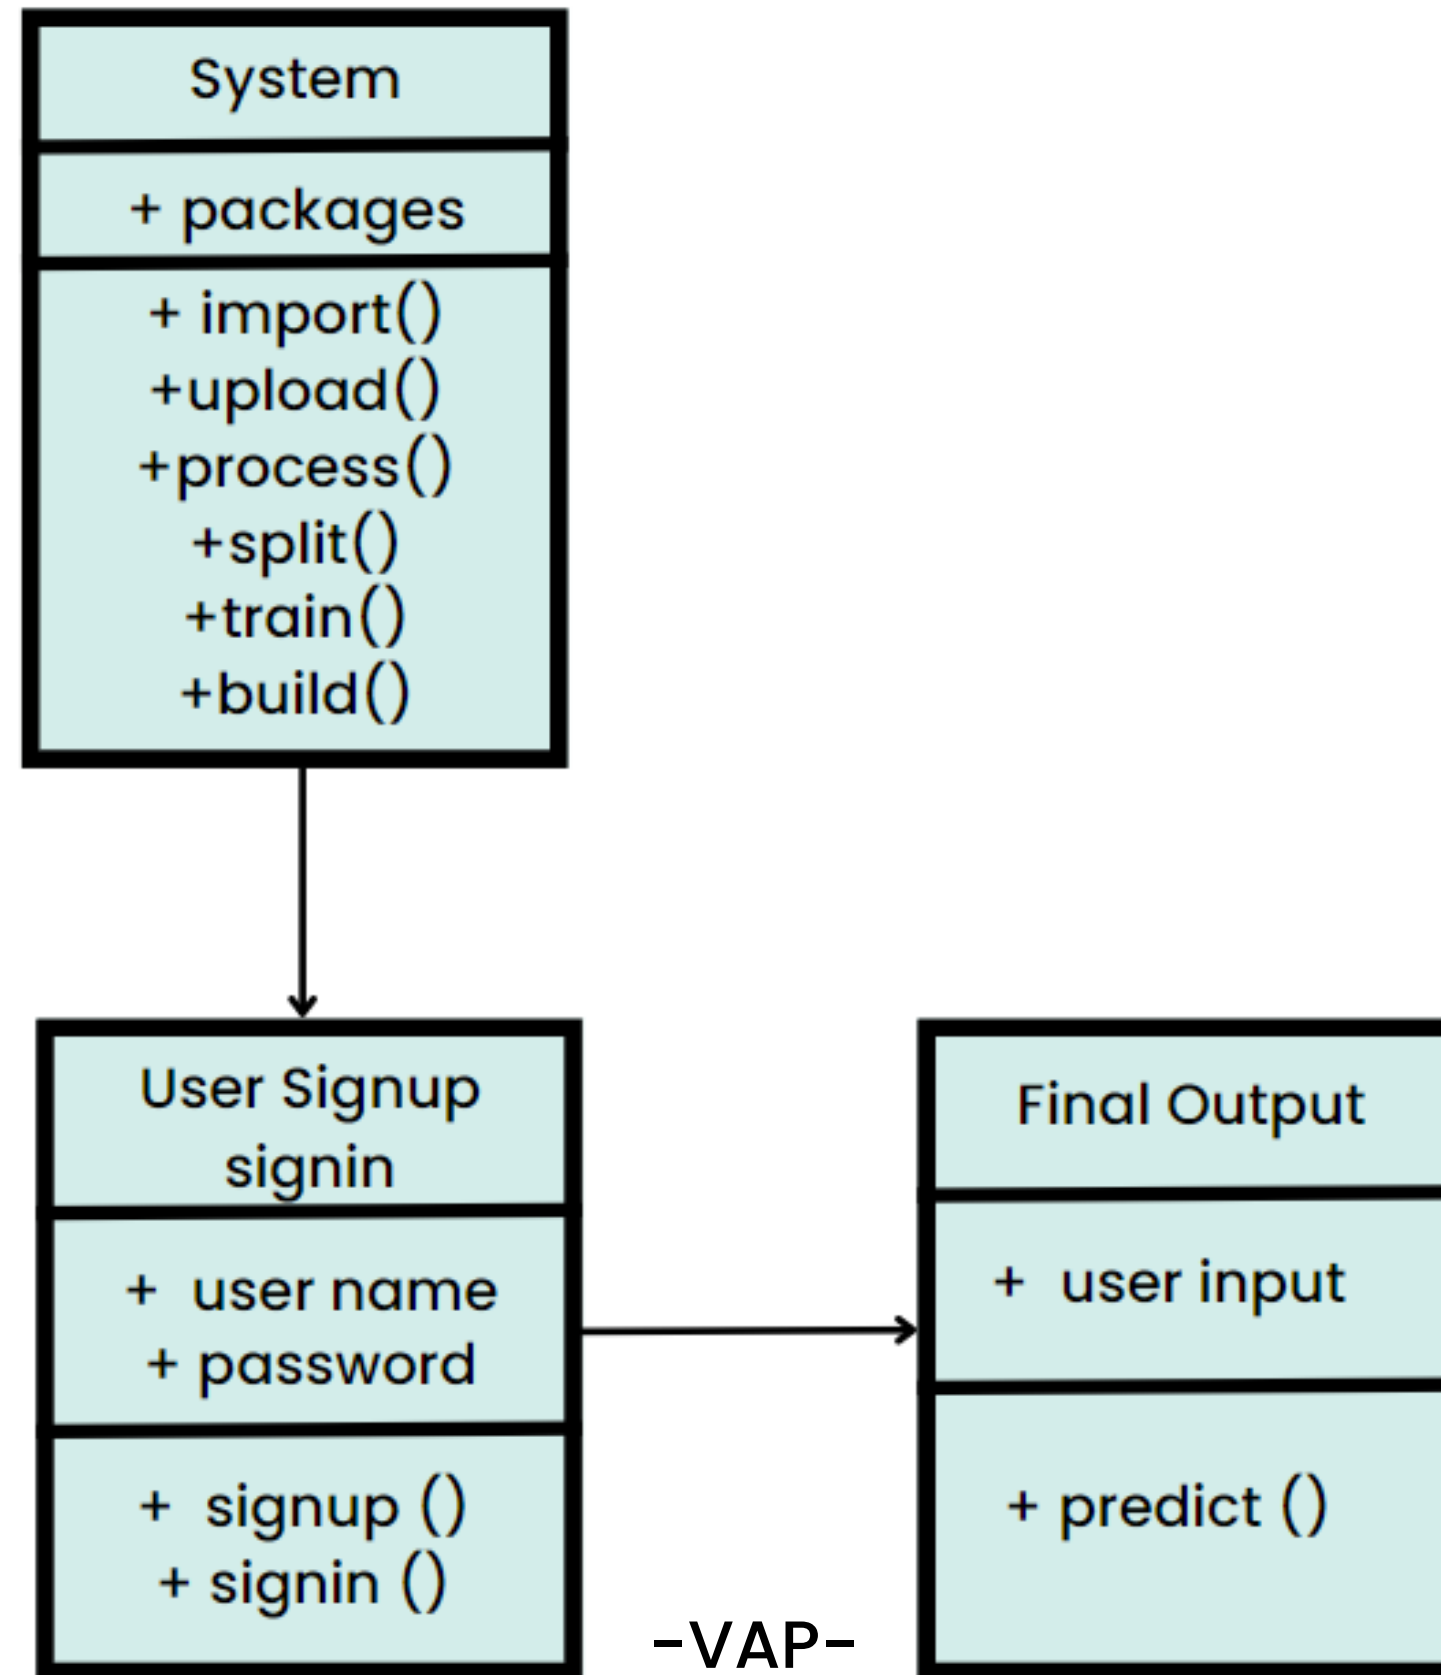 System
+ packages
+ import()
+upload()
+process()
+split()
+train()
+build()
User Signup
signin
+ user name
+ password
+ signup ()
+ signin ()
Final Output
+ user input
+ predict ()
-VAP-